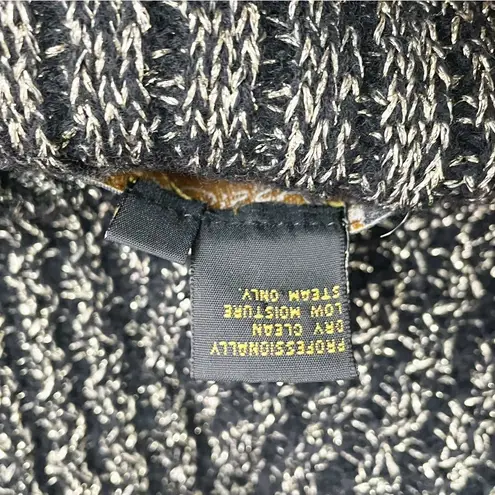 PROFESSIONALLY
DRY CLEAN
LOW MOISTURE
STEAM ONLY.